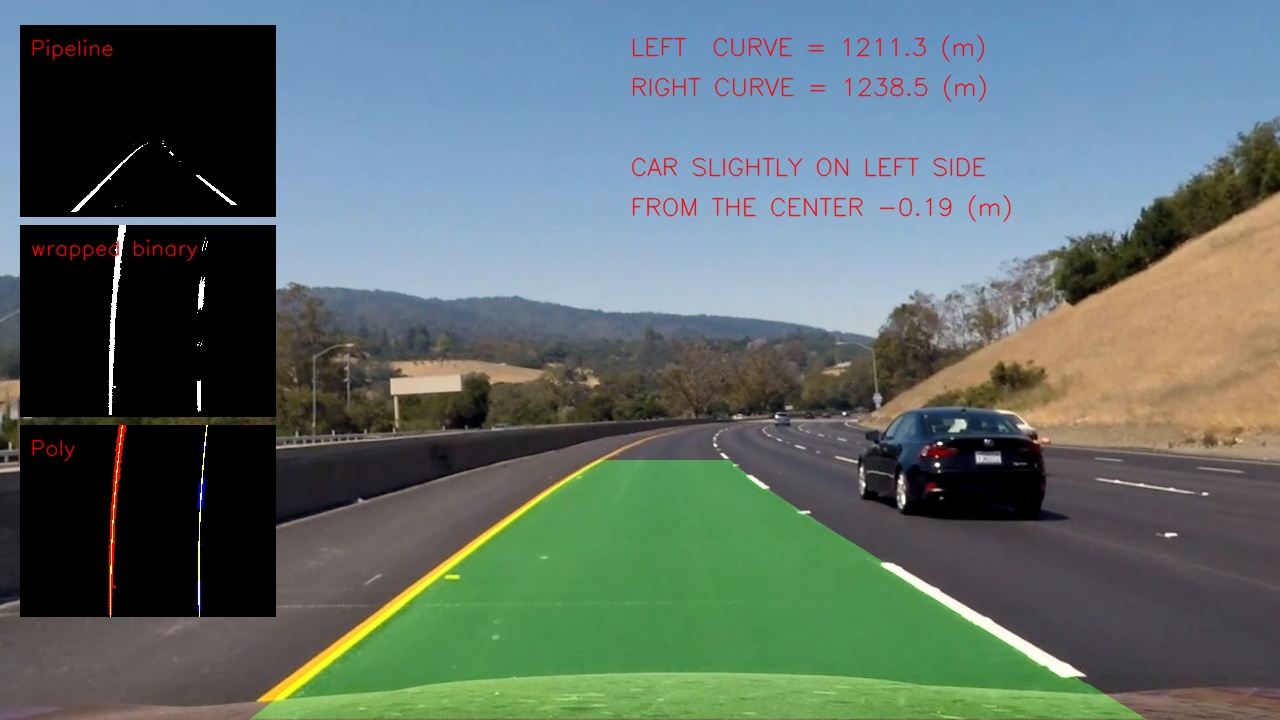 Pipeline
wrapped binary
Poly
LEFT CURVE = 1211.3 (m)
RIGHT CURVE = 1238.5 (m)
CAR SLIGHTLY ON LEFT SIDE
FROM THE CENTER -0.19 (m)